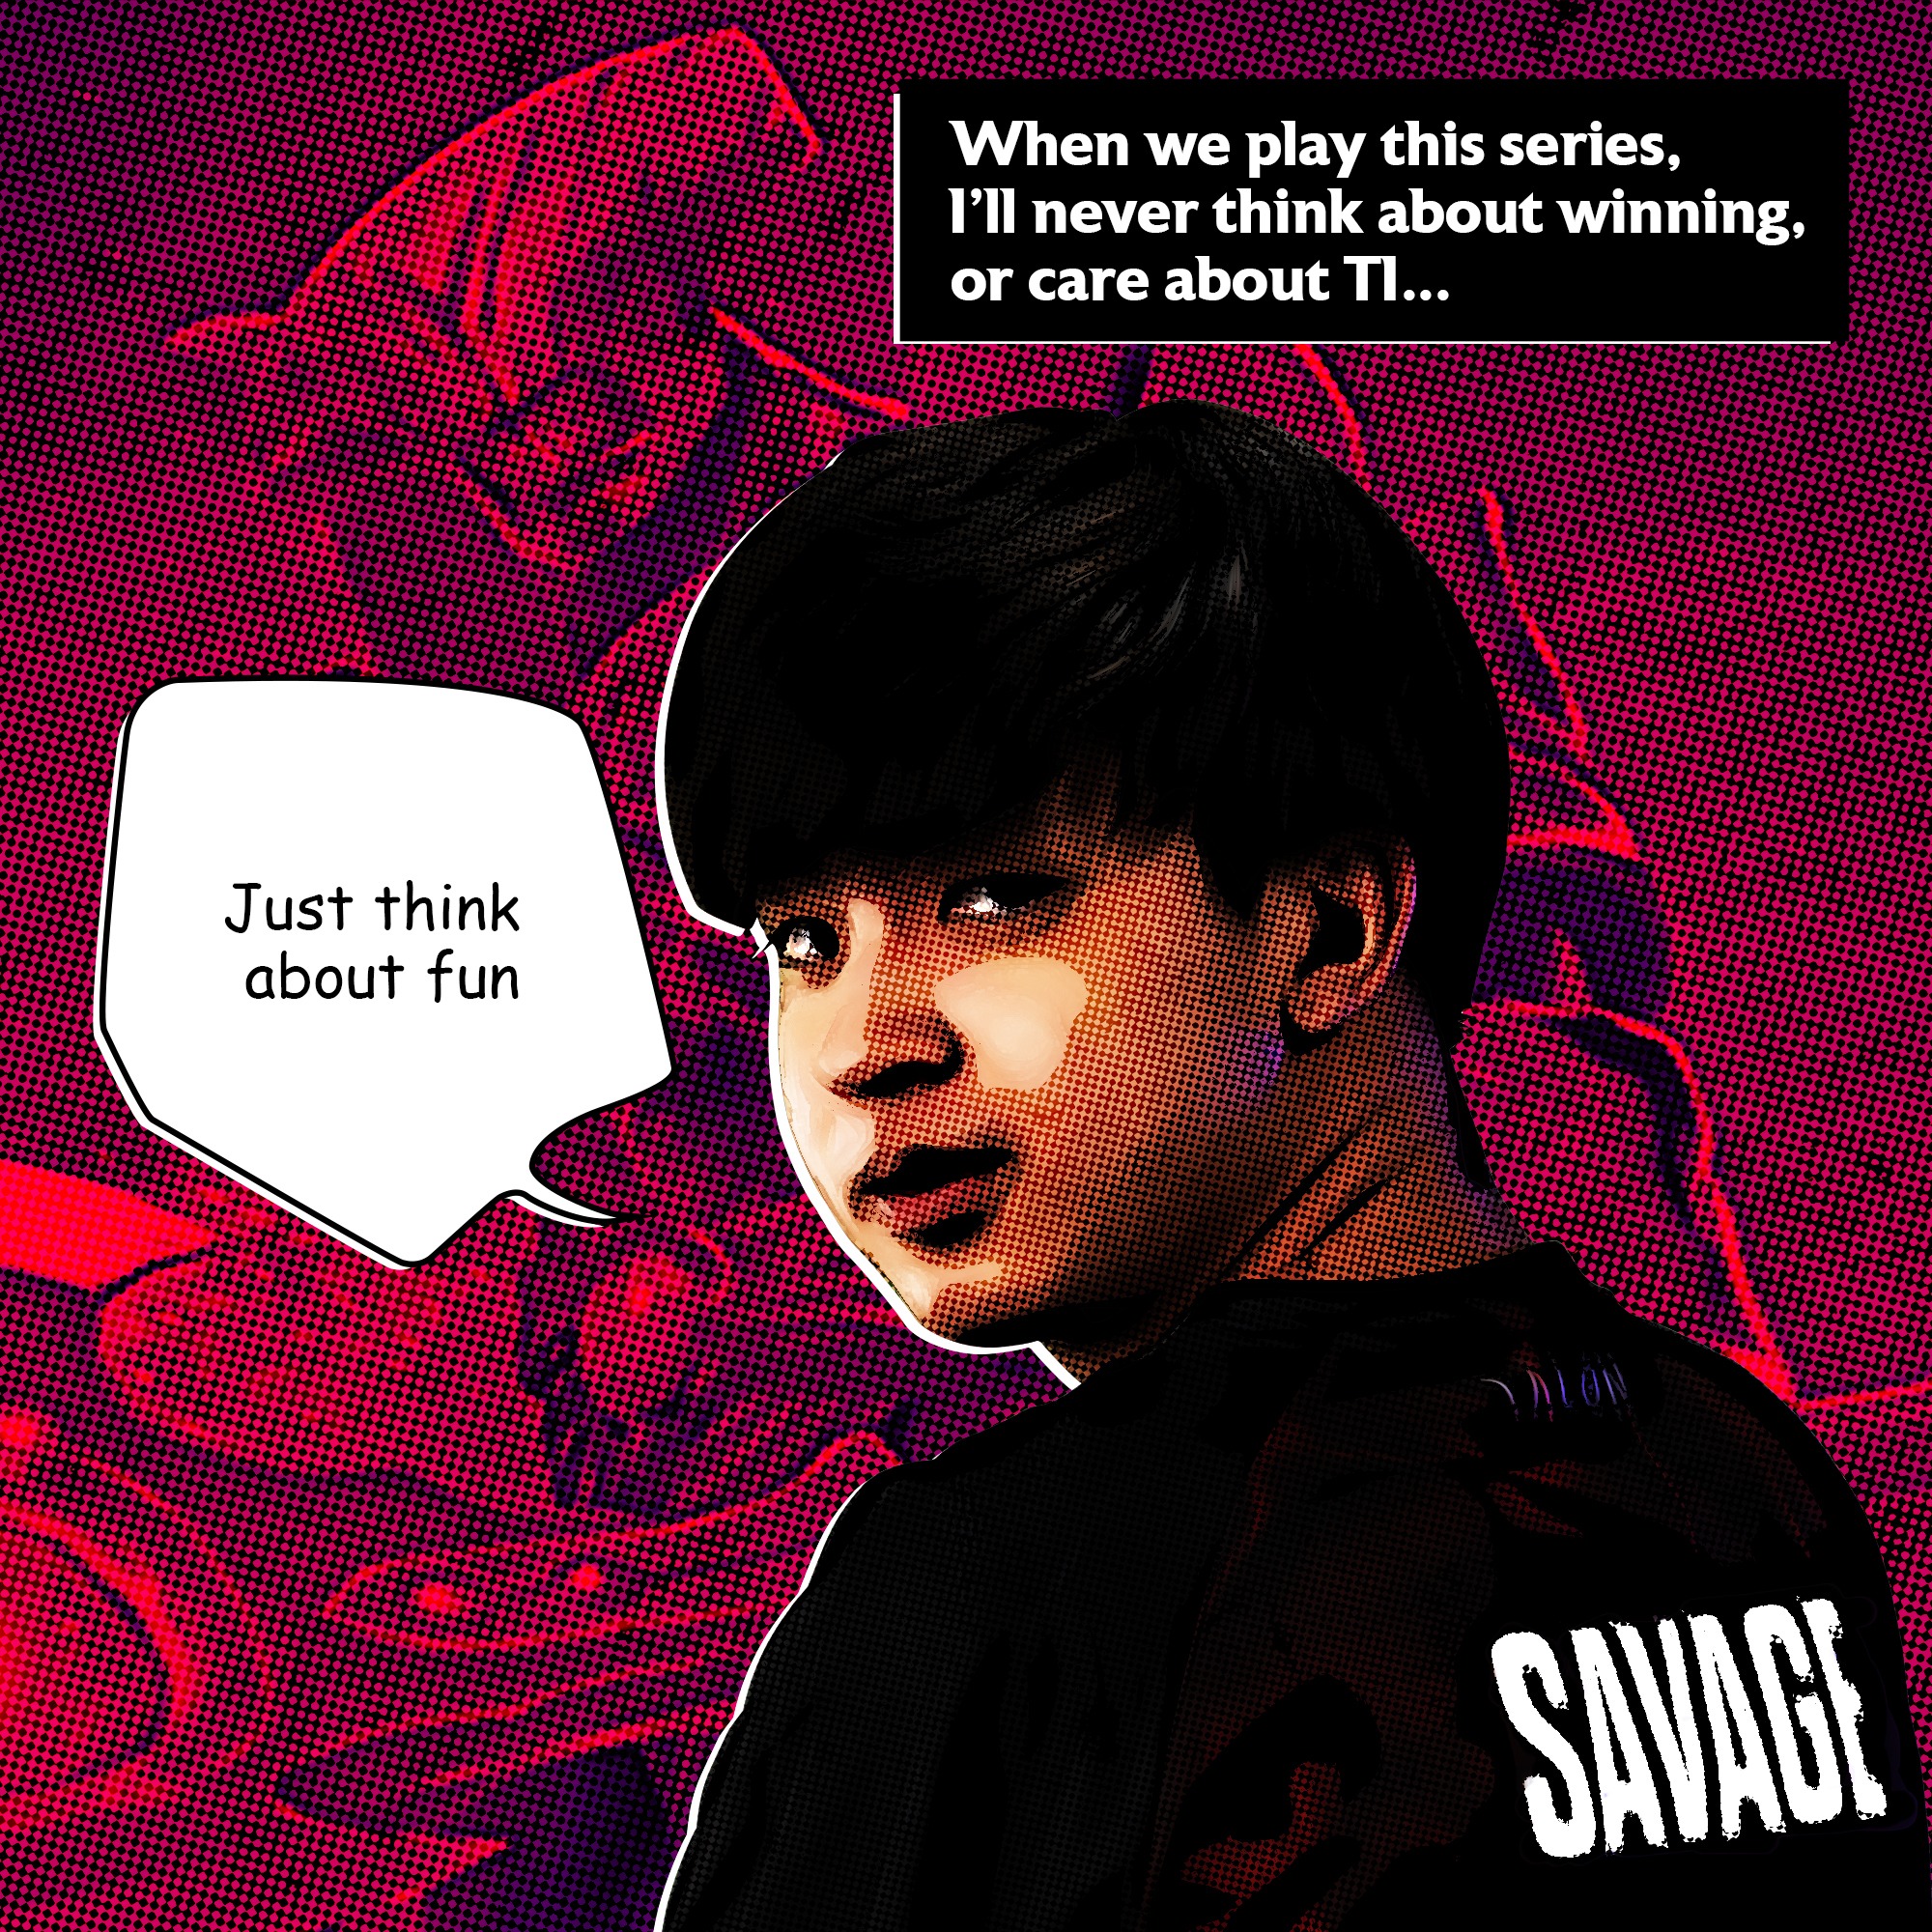 When we play this series,
I’ll never think about winning,
or care about TI...
Just think
about fun
SAVAGE